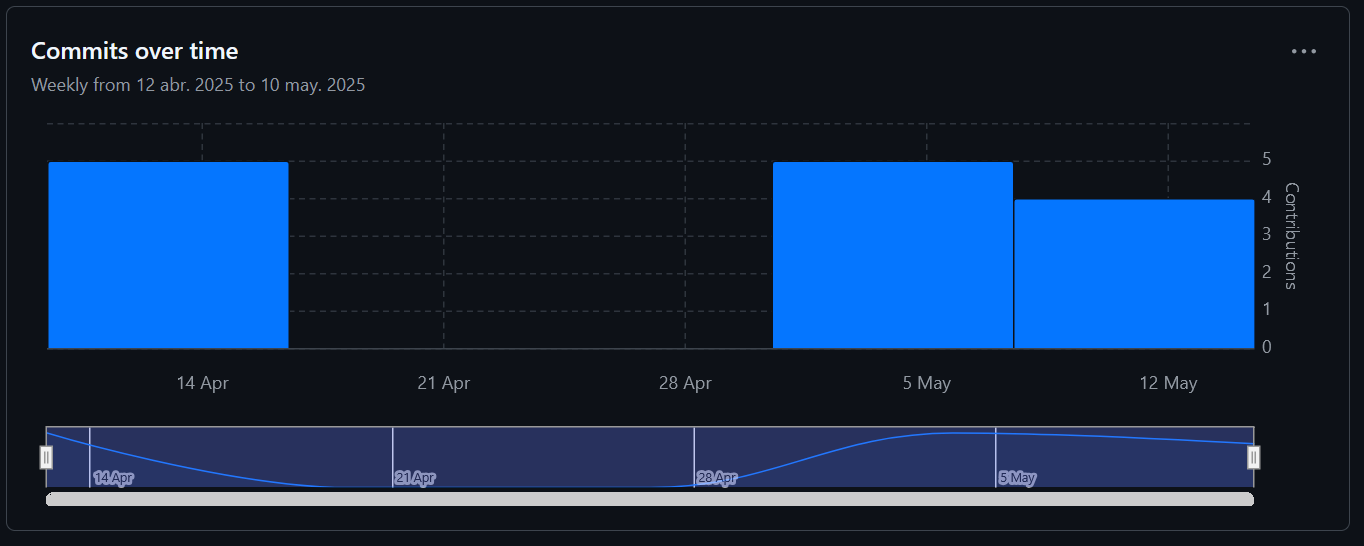 Commits over time
Weekly from 12 abr. 2025 to 10 may. 2025
5
4
3
2
1
0
Contributions
14 Apr
21 Apr
28 Apr
5 May
12 May
14 Apr
21 Apr
28 Apr
5 May